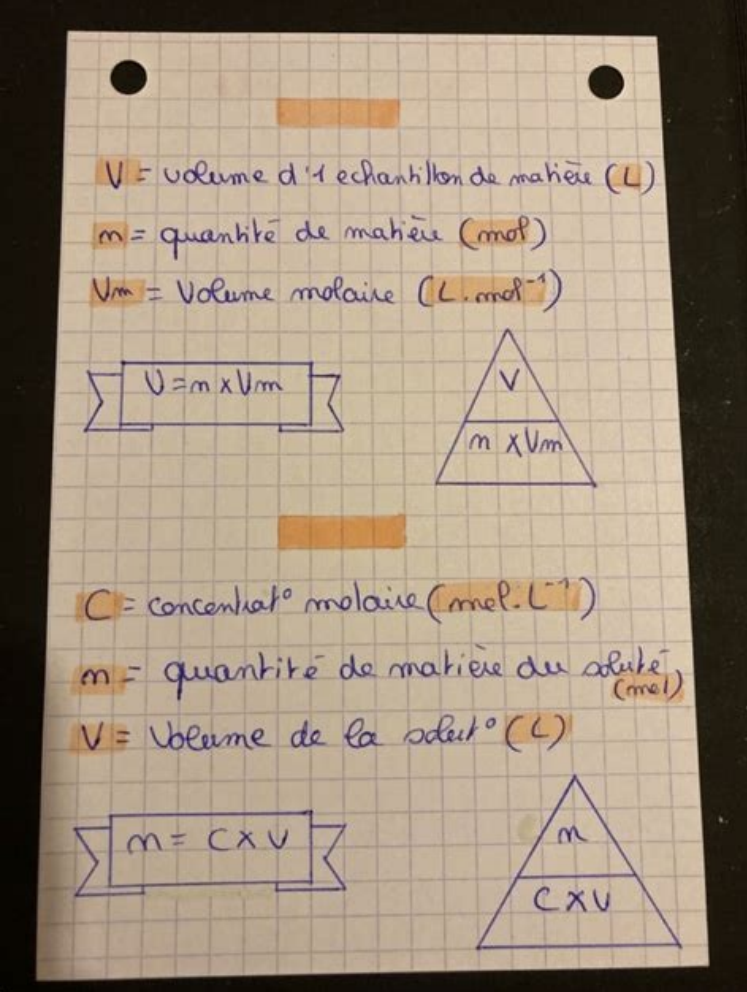 V = volume d'1 echantillon de matière (L)
n = quantité de matière (mol)
Vm = Volume molaire (L.mol⁻¹)
V = n x Vm
V
n x Vm
C = concentrat° molaire (mol.L⁻¹)
n = quantité de matière du soluté
(mol)
V = Volume de la solut° (L)
n = C x V
n
C x V